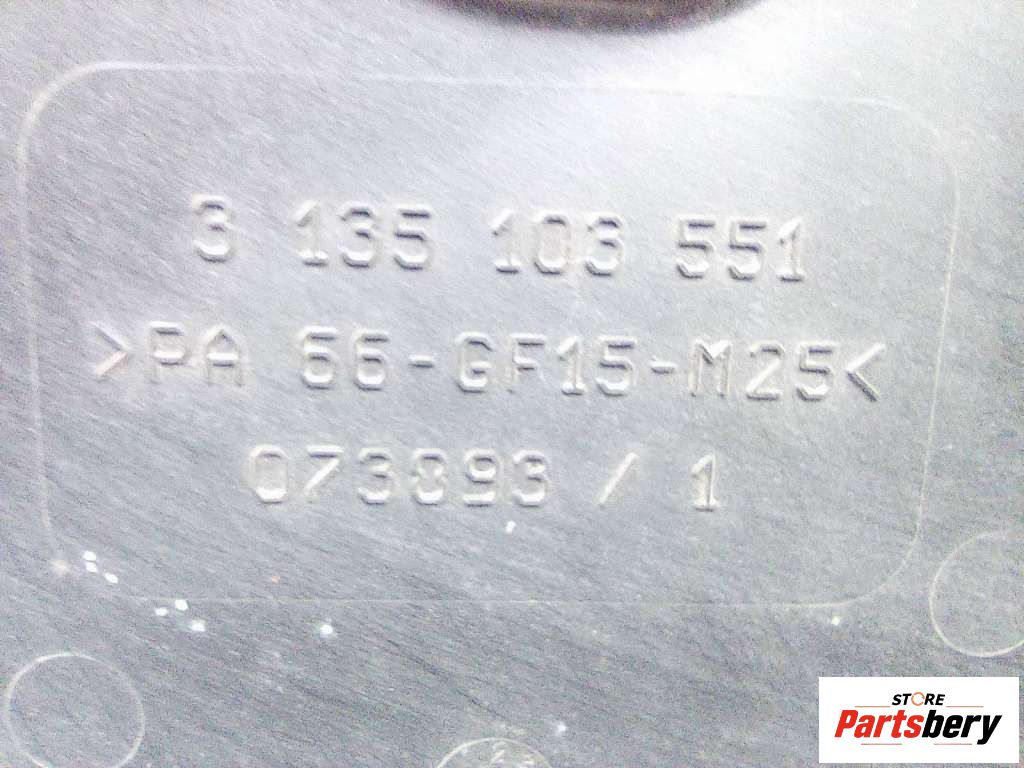 3 135 103 551
>PA 66-GF15-M25<
073893 / 1
STORE
Partsbery